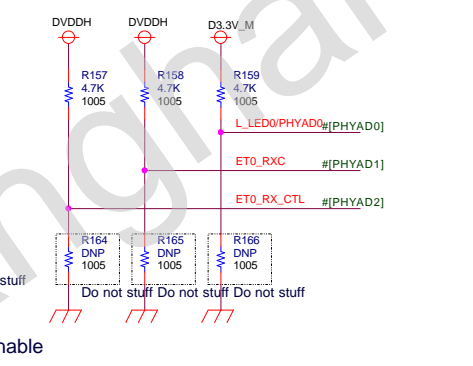 DVDDH DVDDH D3.3V_M
R157 R158 R159
4.7K 4.7K 4.7K
1005 1005 1005
L_LED0/PHYAD0 #[PHYAD0]
ET0_RXC #[PHYAD1]
ET0_RX_CTL #[PHYAD2]
R164 R165 R166
DNP DNP DNP
1005 1005 1005
stuff Do not stuff Do not stuff Do not stuff